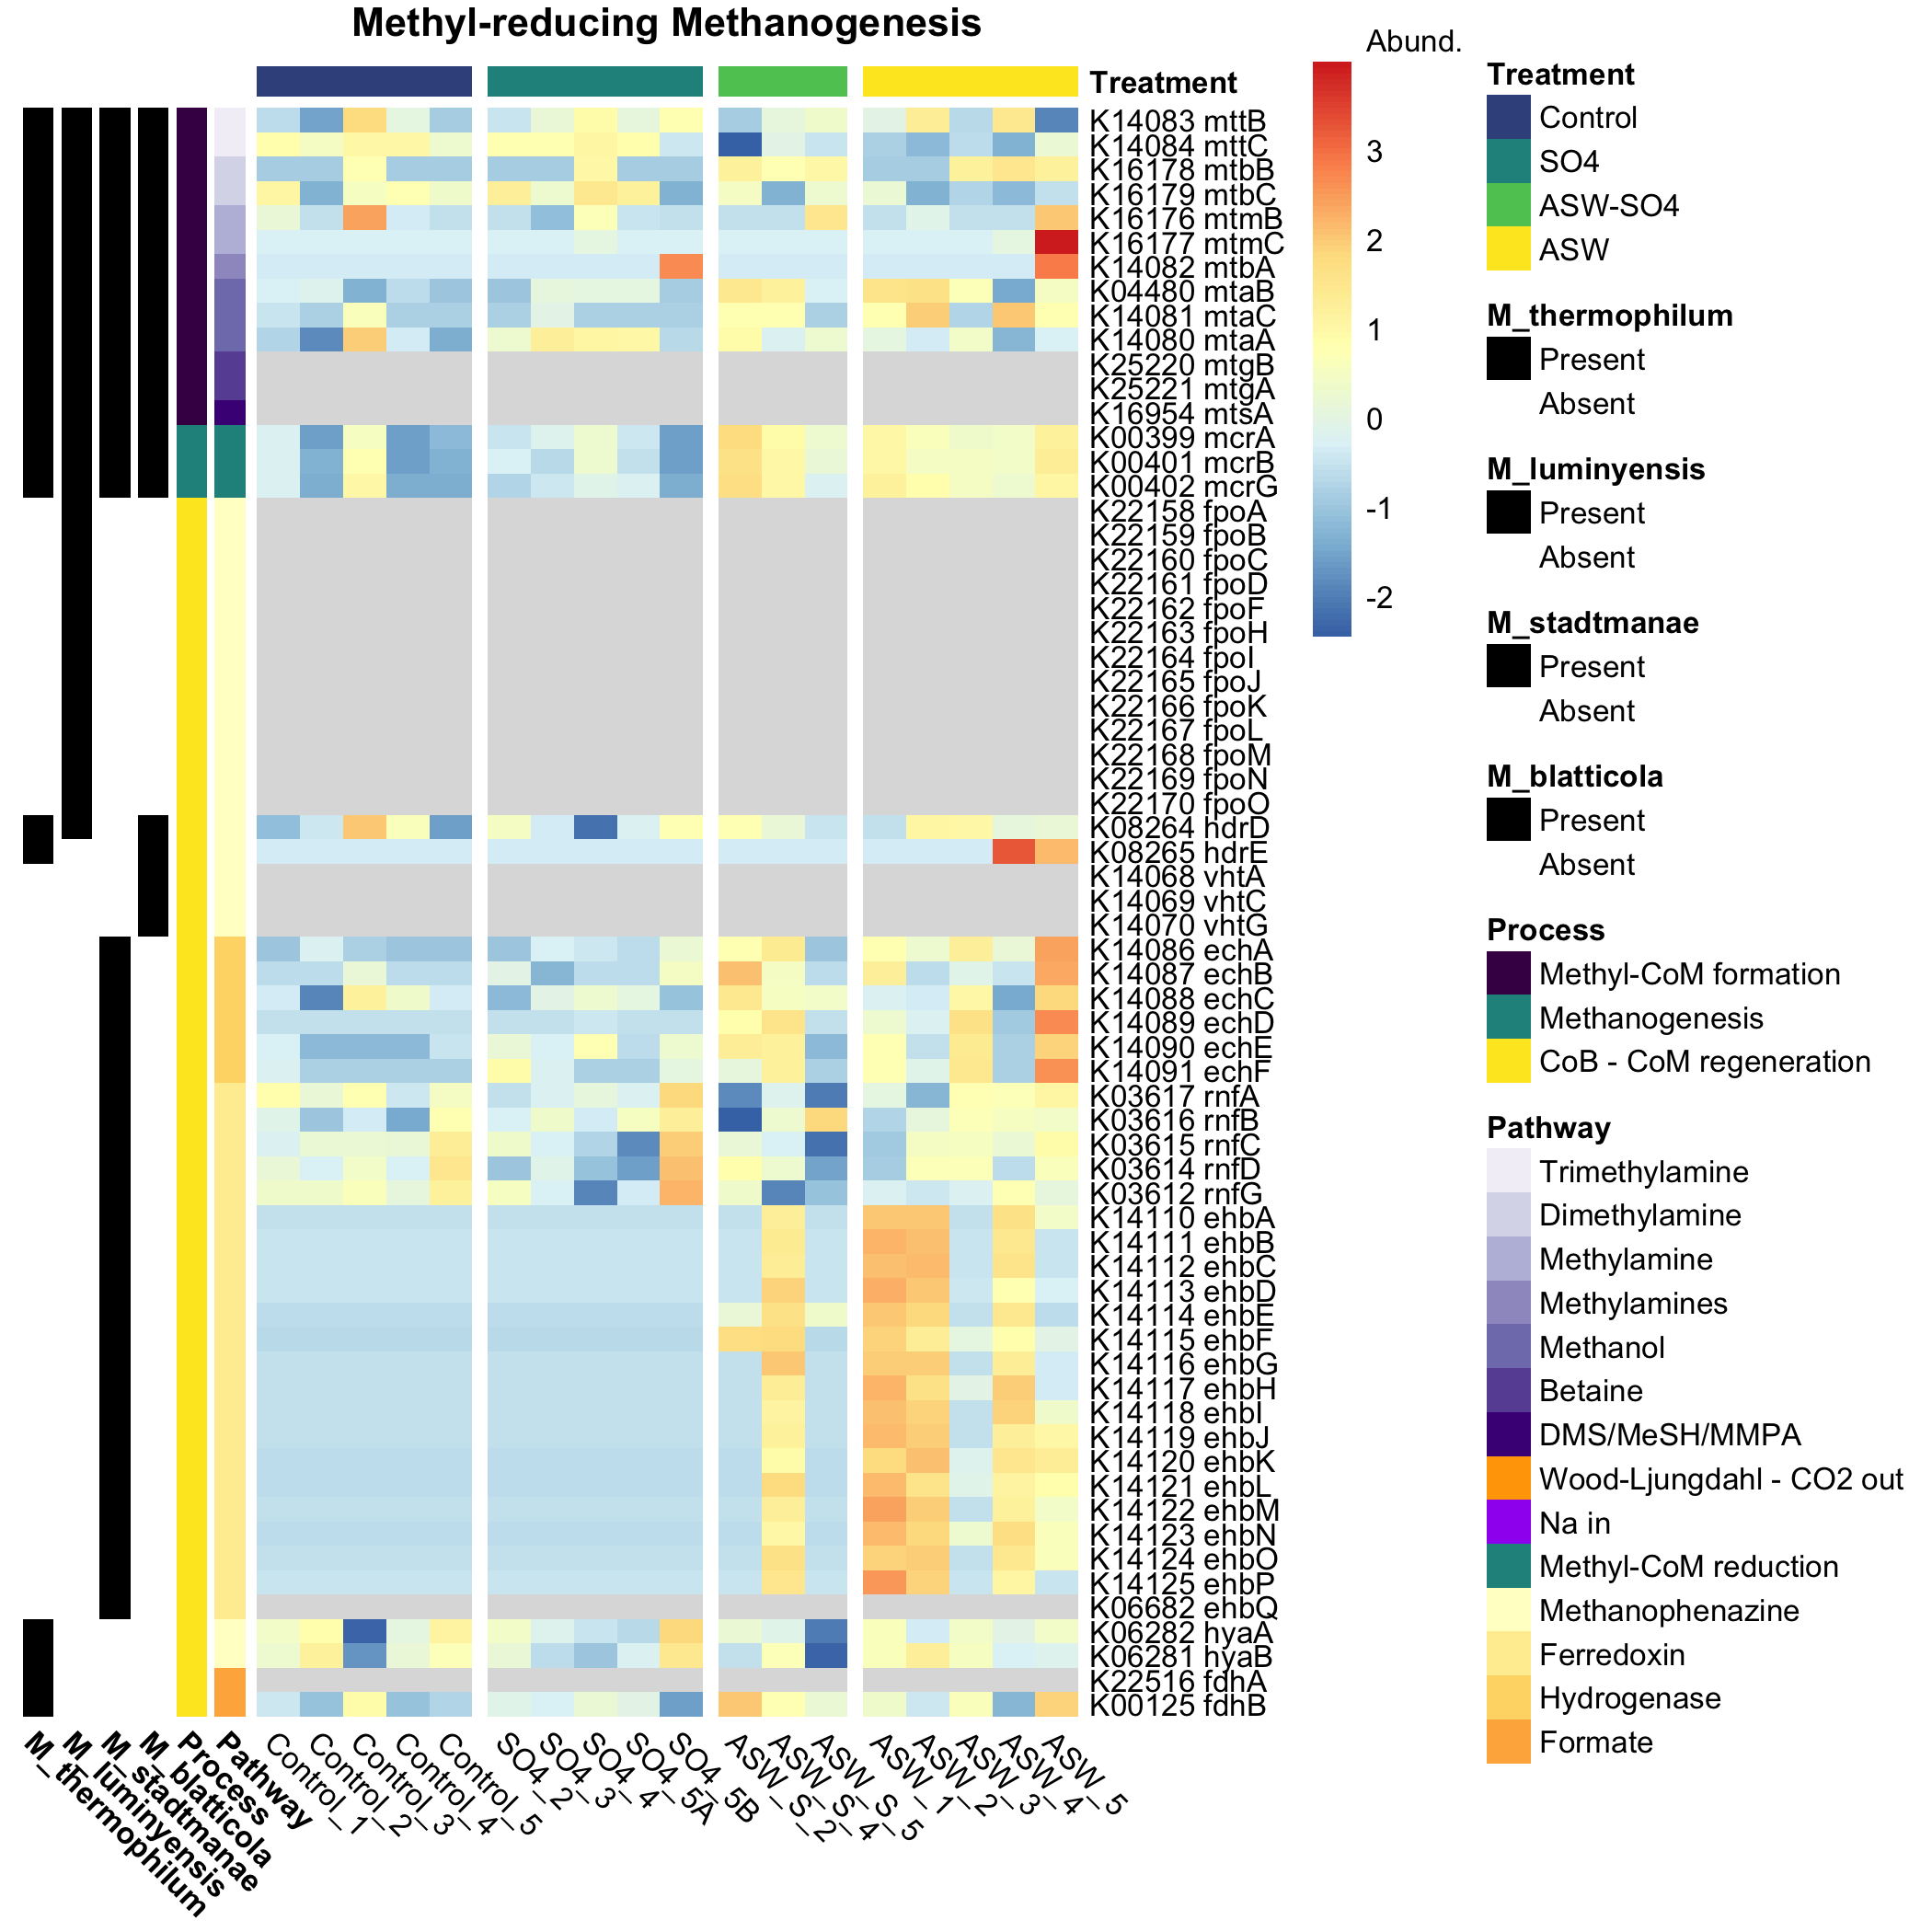 Methyl-reducing Methanogenesis
Treatment
K14083 mttB
K14084 mttC
K16178 mtbB
K16179 mtbC
K16176 mtmB
K16177 mtmC
K14082 mtbA
K04480 mtaB
K14081 mtaC
K14080 mtaA
K25220 mtgB
K25221 mtgA
K16954 mtsA
K00399 mcrA
K00401 mcrB
K00402 mcrG
K22158 fpoA
K22159 fpoB
K22160 fpoC
K22161 fpoD
K22162 fpoF
K22163 fpoH
K22164 fpoI
K22165 fpoJ
K22166 fpoK
K22167 fpoL
K22168 fpoM
K22169 fpoN
K22170 fpoO
K08264 hdrD
K08265 hdrE
K14068 vhtA
K14069 vhtC
K14070 vhtG
K14086 echA
K14087 echB
K14088 echC
K14089 echD
K14090 echE
K14091 echF
K03617 rnfA
K03616 rnfB
K03615 rnfC
K03614 rnfD
K03612 rnfG
K14110 ehbA
K14111 ehbB
K14112 ehbC
K14113 ehbD
K14114 ehbE
K14115 ehbF
K14116 ehbG
K14117 ehbH
K14118 ehbI
K14119 ehbJ
K14120 ehbK
K14121 ehbL
K14122 ehbM
K14123 ehbN
K14124 ehbO
K14125 ehbP
K06682 ehbQ
K06282 hyaA
K06281 hyaB
K22516 fdhA
K00125 fdhB
M_thermophilum
M_luminyensis
M_stadtmanae
M_blatticola
Process
Pathway
Control_1
Control_2
Control_3
Control_4
Control_5
SO4_2
SO4_3
SO4_4
SO4_5A
SO4_5B
ASW_S_2
ASW_S_4
ASW_S_5
ASW_1
ASW_2
ASW_3
ASW_4
ASW_5
Abund.
3
2
1
0
-1
-2
Treatment
Control
SO4
ASW-SO4
ASW
M_thermophilum
Present
Absent
M_luminyensis
Present
Absent
M_stadtmanae
Present
Absent
M_blatticola
Present
Absent
Process
Methyl-CoM formation
Methanogenesis
CoB - CoM regeneration
Pathway
Trimethylamine
Dimethylamine
Methylamine
Methylamines
Methanol
Betaine
DMS/MeSH/MMPA
Wood-Ljungdahl - CO2 out
Na in
Methyl-CoM reduction
Methanophenazine
Ferredoxin
Hydrogenase
Formate